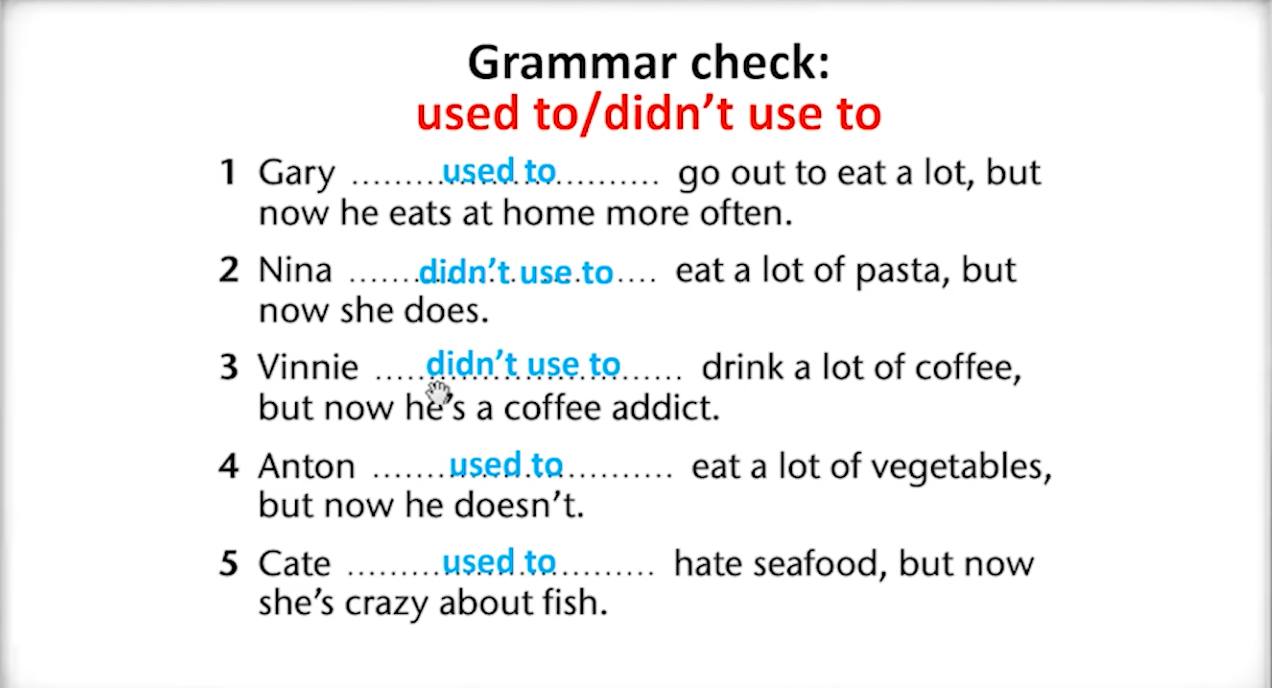 Grammar check:
used to/didn't use to
1 Gary .........used to........... go out to eat a lot, but
now he eats at home more often.
2 Nina .......didn't use to.... eat a lot of pasta, but
now she does.
3 Vinnie .....didn't use to...... drink a lot of coffee,
but now he's a coffee addict.
4 Anton .......used to........... eat a lot of vegetables,
but now he doesn't.
5 Cate .........used to.......... hate seafood, but now
she's crazy about fish.